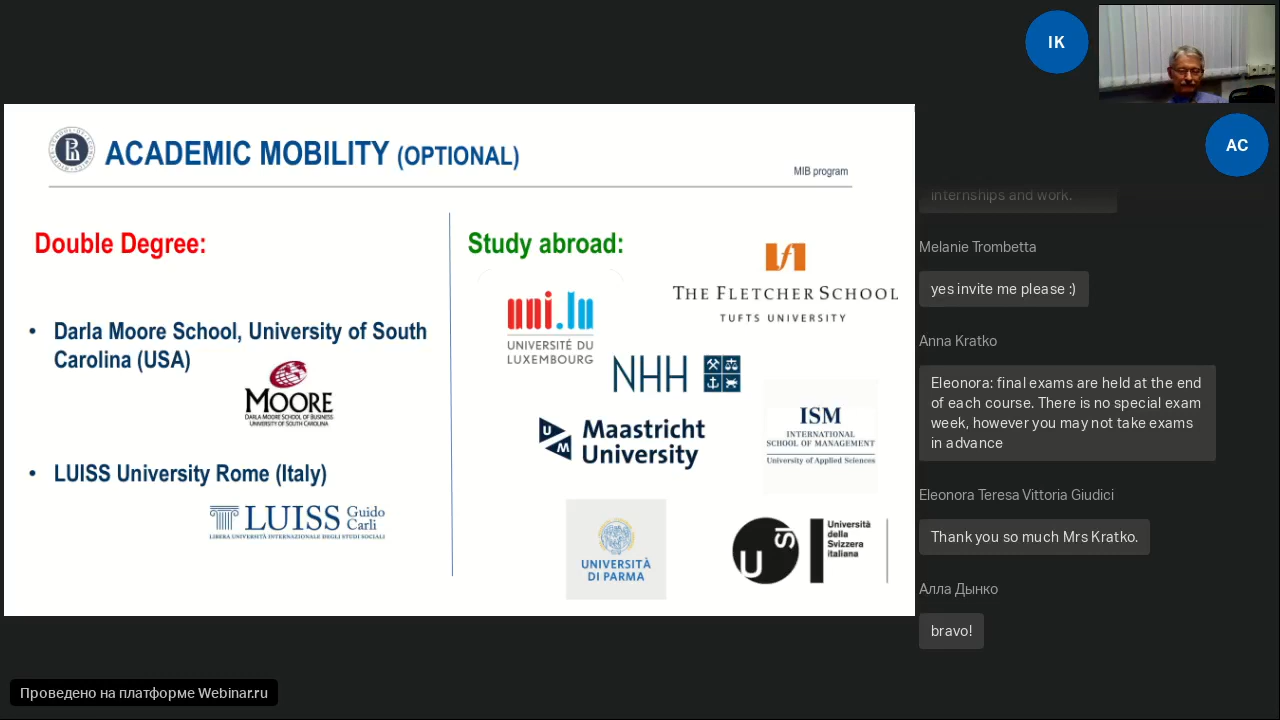 IK
AC
ACADEMIC MOBILITY (OPTIONAL)
MIB program
Double Degree:
• Darla Moore School, University of South
Carolina (USA)
MOORE
DARLA MOORE SCHOOL OF BUSINESS
UNIVERSITY OF SOUTH CAROLINA
• LUISS University Rome (Italy)
LUISS Guido
Carli
LIBERA UNIVERSITÀ INTERNAZIONALE DEGLI STUDI SOCIALI
Study abroad:
THE FLETCHER SCHOOL
TUFTS UNIVERSITY
uni.lu
UNIVERSITÉ DU
LUXEMBOURG
NHH
UM
Maastricht
University
ISM
INTERNATIONAL
SCHOOL OF MANAGEMENT
University of Applied Sciences
UNIVERSITÀ
DI PARMA
USI
Università
della
Svizzera
italiana
internships and work.
Melanie Trombetta
yes invite me please :)
Anna Kratko
Eleonora: final exams are held at the end
of each course. There is no special exam
week, however you may not take exams
in advance
Eleonora Teresa Vittoria Giudici
Thank you so much Mrs Kratko.
Алла Дынко
bravo!
Проведено на платформе Webinar.ru